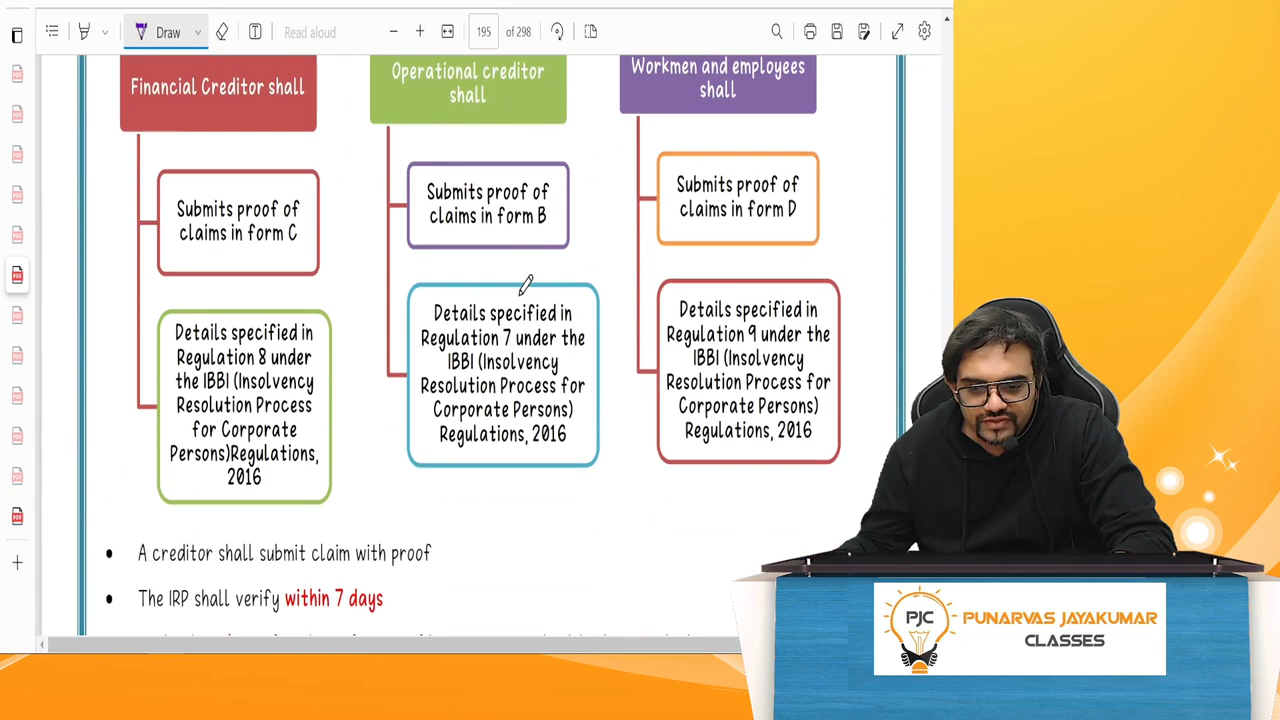 Draw
Read aloud
195
of 298
Financial Creditor shall
Operational creditor
shall
Workmen and employees
shall
Submits proof of
claims in form C
Submits proof of
claims in form B
Submits proof of
claims in form D
Details specified in
Regulation 8 under
the IBBI (Insolvency
Resolution Process
for Corporate
Persons)Regulations,
2016
Details specified in
Regulation 7 under the
IBBI (Insolvency
Resolution Process for
Corporate Persons)
Regulations, 2016
Details specified in
Regulation 9 under the
IBBI (Insolvency
Resolution Process for
Corporate Persons)
Regulations, 2016
• A creditor shall submit claim with proof
• The IRP shall verify within 7 days
PJC
PUNARVAS JAYAKUMAR
CLASSES